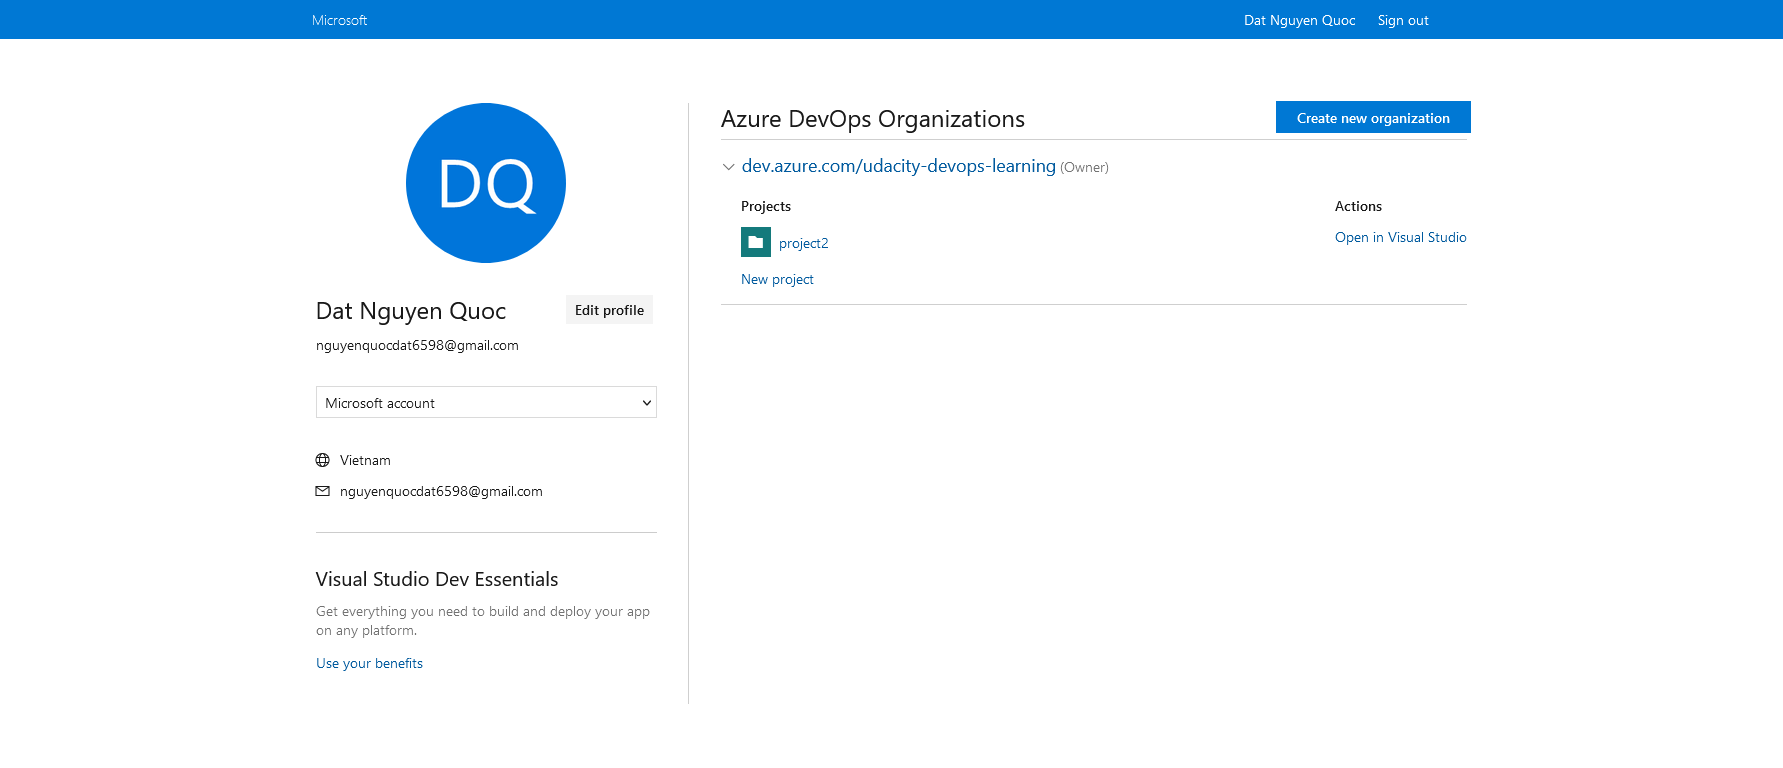 Microsoft
Dat Nguyen Quoc
Sign out
DQ
Dat Nguyen Quoc
Edit profile
nguyenquocdat6598@gmail.com
Microsoft account
Vietnam
nguyenquocdat6598@gmail.com
Visual Studio Dev Essentials
Get everything you need to build and deploy your app
on any platform.
Use your benefits
Azure DevOps Organizations
Create new organization
dev.azure.com/udacity-devops-learning (Owner)
Projects
Actions
project2
Open in Visual Studio
New project